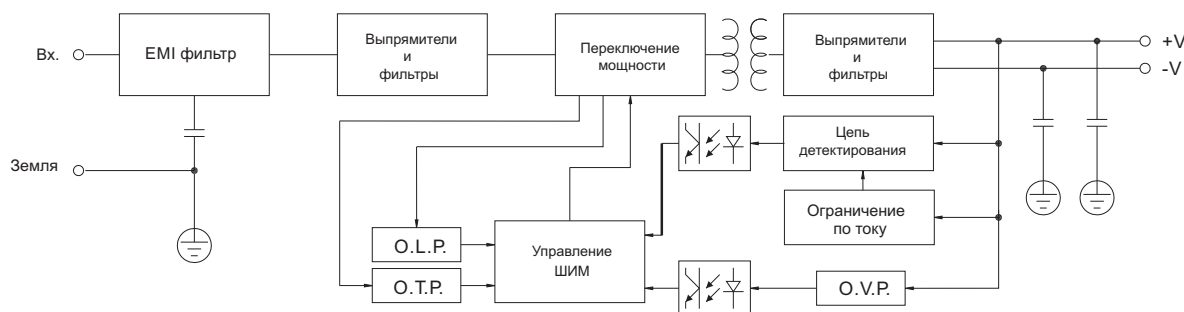 Вх.
EMI фильтр
Выпрямители
и
фильтры
Переключение
мощности
Выпрямители
и
фильтры
+V
-V
Земля
Цепь
детектирования
Ограничение
по току
O.L.P.
Управление
ШИМ
O.T.P.
O.V.P.